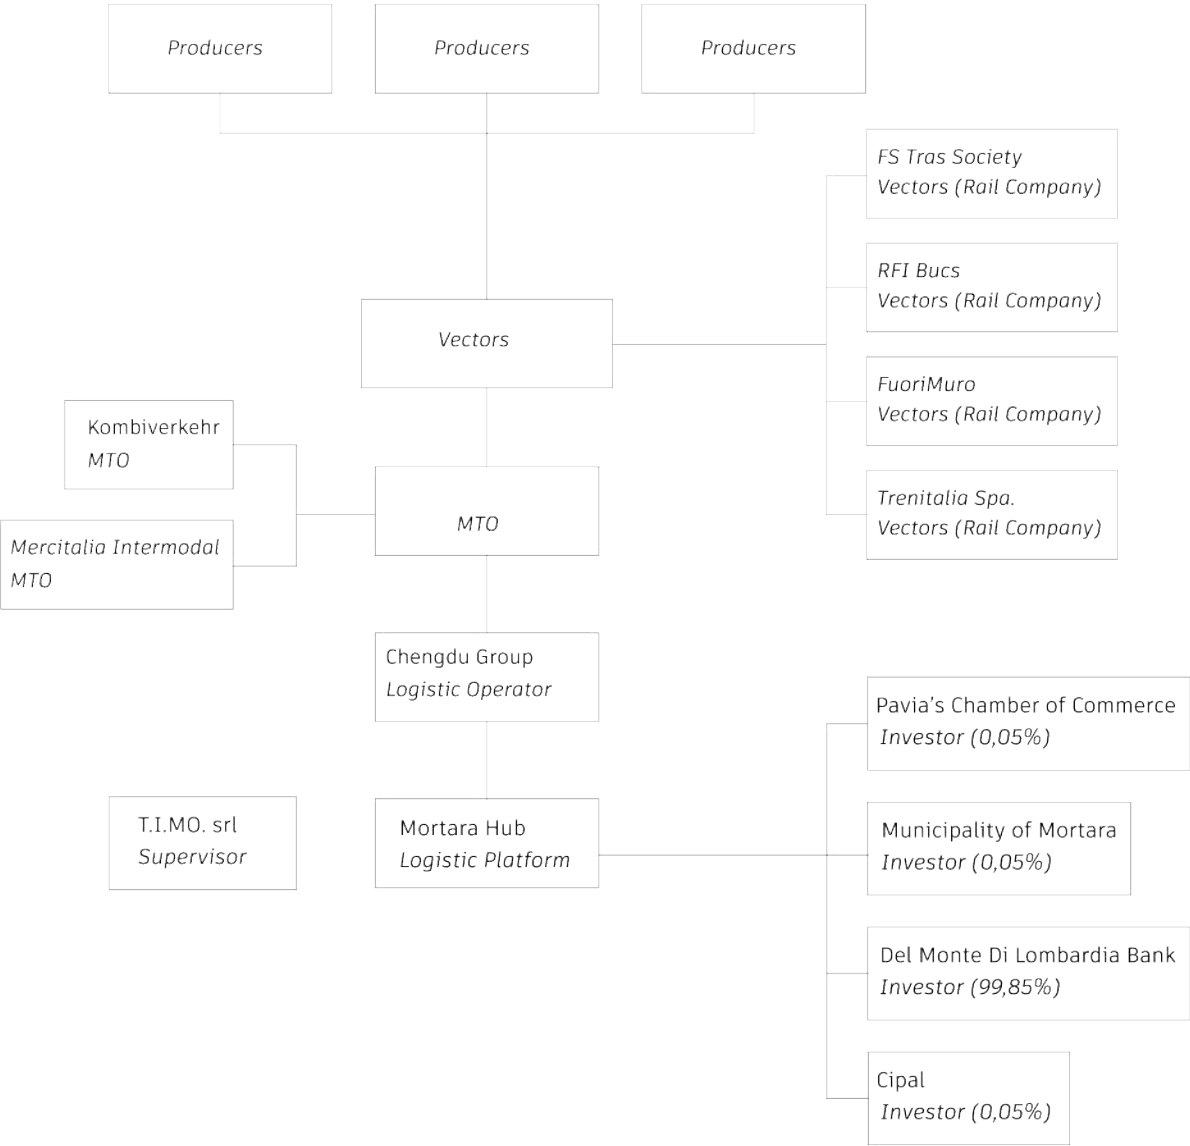 Producers
Producers
Producers
FS Tras Society
Vectors (Rail Company)
RFI Bucs
Vectors (Rail Company)
Vectors
FuoriMuro
Vectors (Rail Company)
Kombiverkehr
MTO
Trenitalia Spa.
Vectors (Rail Company)
MTO
Mercitalia Intermodal
MTO
Chengdu Group
Logistic Operator
Pavia's Chamber of Commerce
Investor (0,05%)
T.I.MO. srl
Supervisor
Mortara Hub
Logistic Platform
Municipality of Mortara
Investor (0,05%)
Del Monte Di Lombardia Bank
Investor (99,85%)
Cipal
Investor (0,05%)